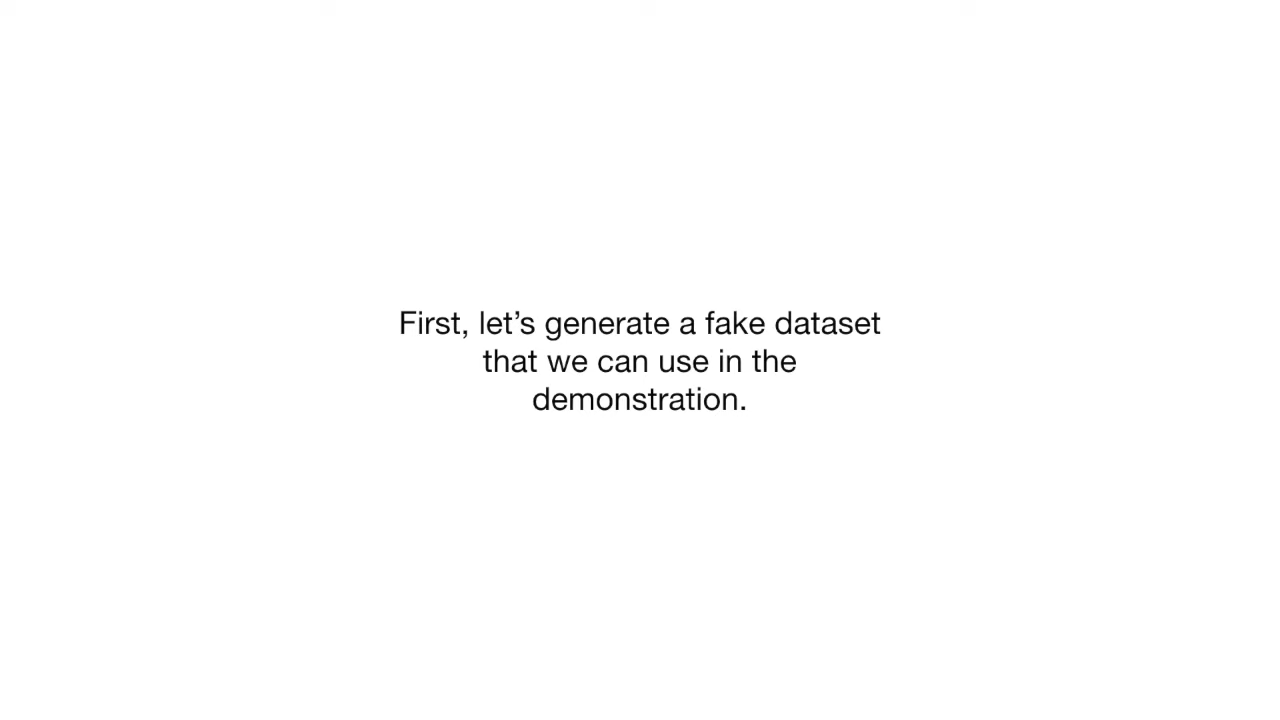 First, let’s generate a fake dataset
that we can use in the
demonstration.